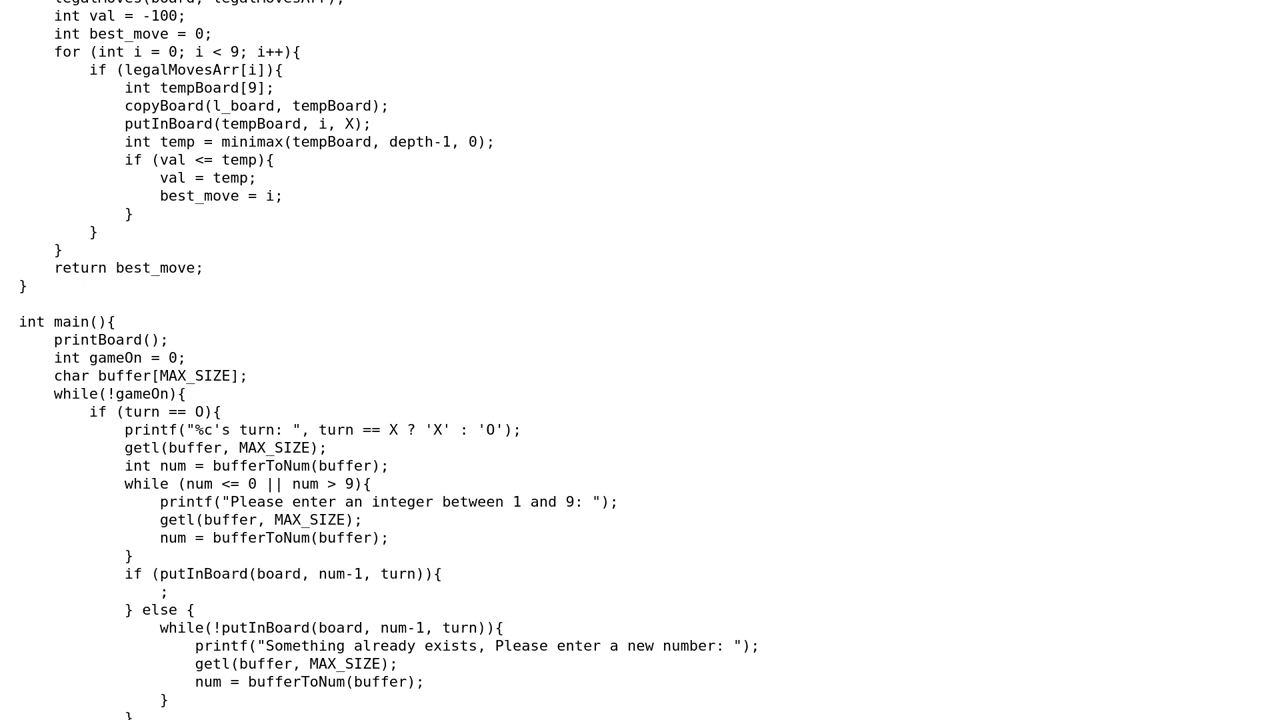 legalMoves(board, legalMovesArr);
    int val = -100;
    int best_move = 0;
    for (int i = 0; i < 9; i++){
        if (legalMovesArr[i]){
            int tempBoard[9];
            copyBoard(l_board, tempBoard);
            putInBoard(tempBoard, i, X);
            int temp = minimax(tempBoard, depth-1, 0);
            if (val <= temp){
                val = temp;
                best_move = i;
            }
        }
    }
    return best_move;
}

int main(){
    printBoard();
    int gameOn = 0;
    char buffer[MAX_SIZE];
    while(!gameOn){
        if (turn == O){
            printf("%c's turn: ", turn == X ? 'X' : 'O');
            getl(buffer, MAX_SIZE);
            int num = bufferToNum(buffer);
            while (num <= 0 || num > 9){
                printf("Please enter an integer between 1 and 9: ");
                getl(buffer, MAX_SIZE);
                num = bufferToNum(buffer);
            }
            if (putInBoard(board, num-1, turn)){
                ;
            } else {
                while(!putInBoard(board, num-1, turn)){
                    printf("Something already exists, Please enter a new number: ");
                    getl(buffer, MAX_SIZE);
                    num = bufferToNum(buffer);
                }
            }